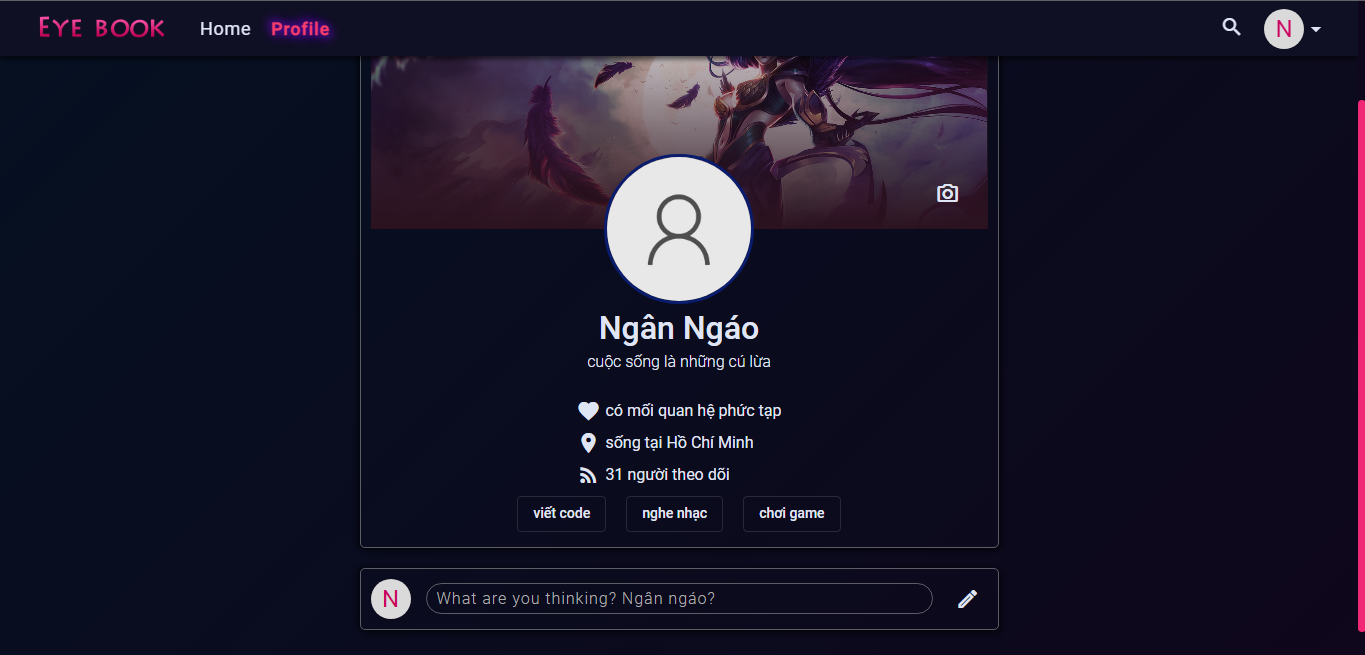 EYE BOOK Home Profile N
Ngân Ngáo
cuộc sống là những cú lừa
có mối quan hệ phức tạp
sống tại Hồ Chí Minh
31 người theo dõi
viết code nghe nhạc chơi game
N What are you thinking? Ngân ngáo?